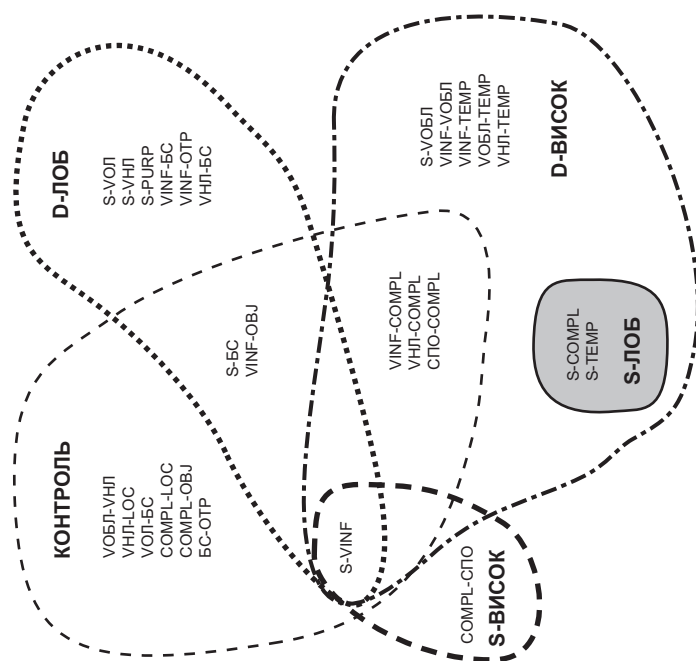 КОНТРОЛЬ
VОБЛ-VНЛ
VНЛ-LOC
VОЛ-БС
COMPL-LOC
COMPL-OBJ
БС-ОТР
S-БС
VINF-OBJ
D-ЛОБ
S-VОЛ
S-VНЛ
S-PURP
VINF-БС
VINF-ОТР
VНЛ-БС
S-VINF
VINF-COMPL
VНЛ-COMPL
СПО-COMPL
S-VОБЛ
VINF-VОБЛ
VINF-TEMP
VОБЛ-TEMP
VНЛ-TEMP
D-ВИСОК
COMPL-СПО
S-ВИСОК
S-COMPL
S-TEMP
S-ЛОБ